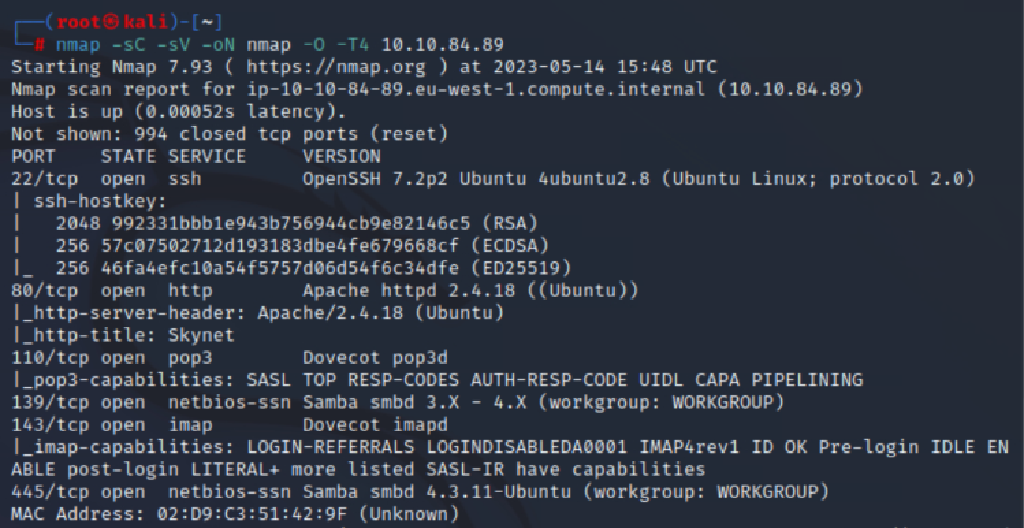 ┌──(root㉿kali)-[~]
└─# nmap -sC -sV -oN nmap -O -T4 10.10.84.89
Starting Nmap 7.93 ( https://nmap.org ) at 2023-05-14 15:48 UTC
Nmap scan report for ip-10-10-84-89.eu-west-1.compute.internal (10.10.84.89)
Host is up (0.00052s latency).
Not shown: 994 closed tcp ports (reset)
PORT    STATE SERVICE     VERSION
22/tcp  open  ssh         OpenSSH 7.2p2 Ubuntu 4ubuntu2.8 (Ubuntu Linux; protocol 2.0)
| ssh-hostkey:
|   2048 992331bbb1e943b756944cb9e82146c5 (RSA)
|   256 57c07502712d193183dbe4fe679668cf (ECDSA)
|_  256 46fa4efc10a54f5757d06d54f6c34dfe (ED25519)
80/tcp  open  http        Apache httpd 2.4.18 ((Ubuntu))
|_http-server-header: Apache/2.4.18 (Ubuntu)
|_http-title: Skynet
110/tcp open  pop3        Dovecot pop3d
|_pop3-capabilities: SASL TOP RESP-CODES AUTH-RESP-CODE UIDL CAPA PIPELINING
139/tcp open  netbios-ssn Samba smbd 3.X - 4.X (workgroup: WORKGROUP)
143/tcp open  imap        Dovecot imapd
|_imap-capabilities: LOGIN-REFERRALS LOGINDISABLEDA0001 IMAP4rev1 ID OK Pre-login IDLE EN
ABLE post-login LITERAL+ more listed SASL-IR have capabilities
445/tcp open  netbios-ssn Samba smbd 4.3.11-Ubuntu (workgroup: WORKGROUP)
MAC Address: 02:D9:C3:51:42:9F (Unknown)